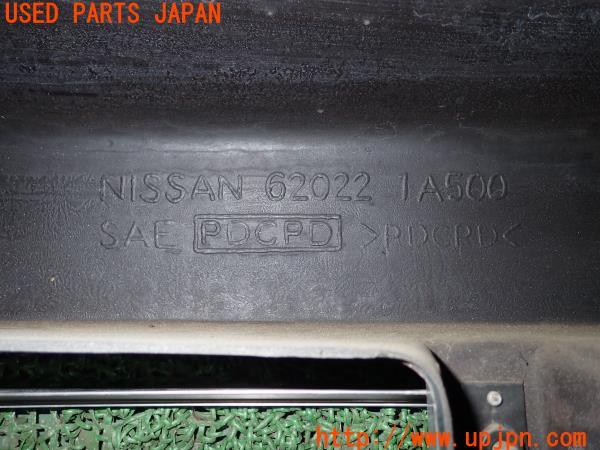 USED PARTS JAPAN
NISSAN 62022 1A500
SAE PDCPD >PDCPD<
http://www.upjpn.com